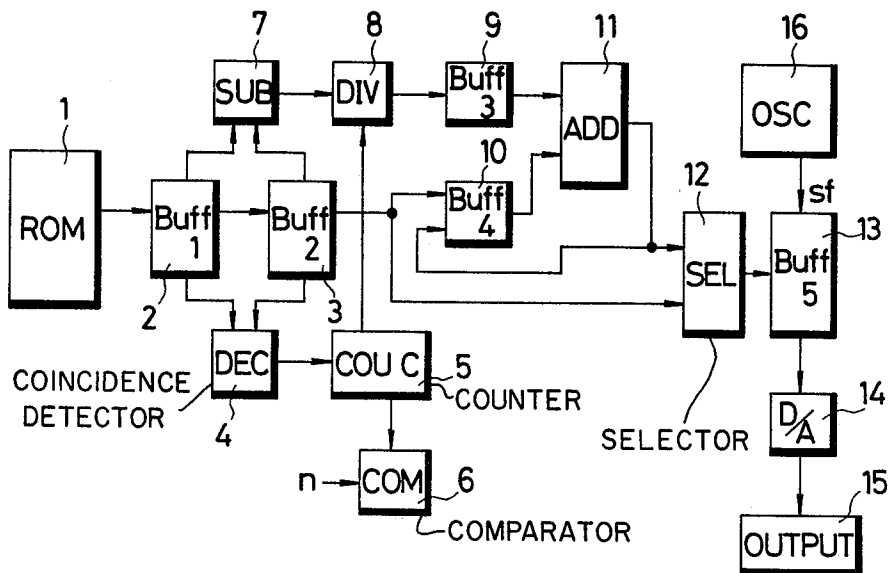 7
8
9
11
16
1
SUB
DIV
Buff
3
ADD
OSC
10
ROM
Buff
1
Buff
2
Buff
4
12
sf
13
SEL
Buff
5
2
3
DEC
COU C
5
COINCIDENCE
DETECTOR
4
COUNTER
SELECTOR
D/A
14
n
COM
6
COMPARATOR
15
OUTPUT